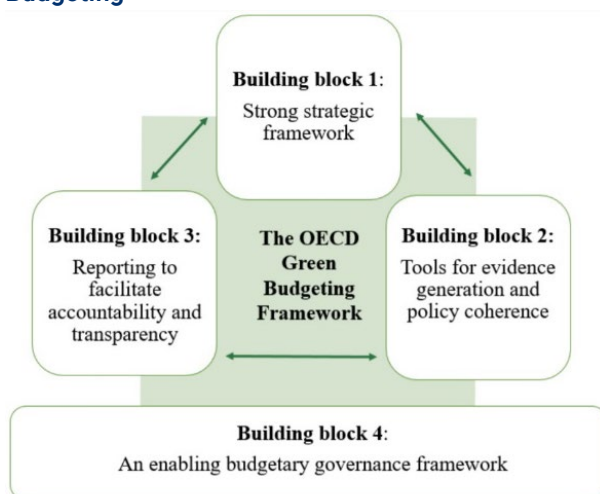 Budgeting
Building block 1:
Strong strategic
framework
Building block 3:
Reporting to
facilitate
accountability and
transparency
The OECD
Green
Budgeting
Framework
Building block 2:
Tools for evidence
generation and
policy coherence
Building block 4:
An enabling budgetary governance framework